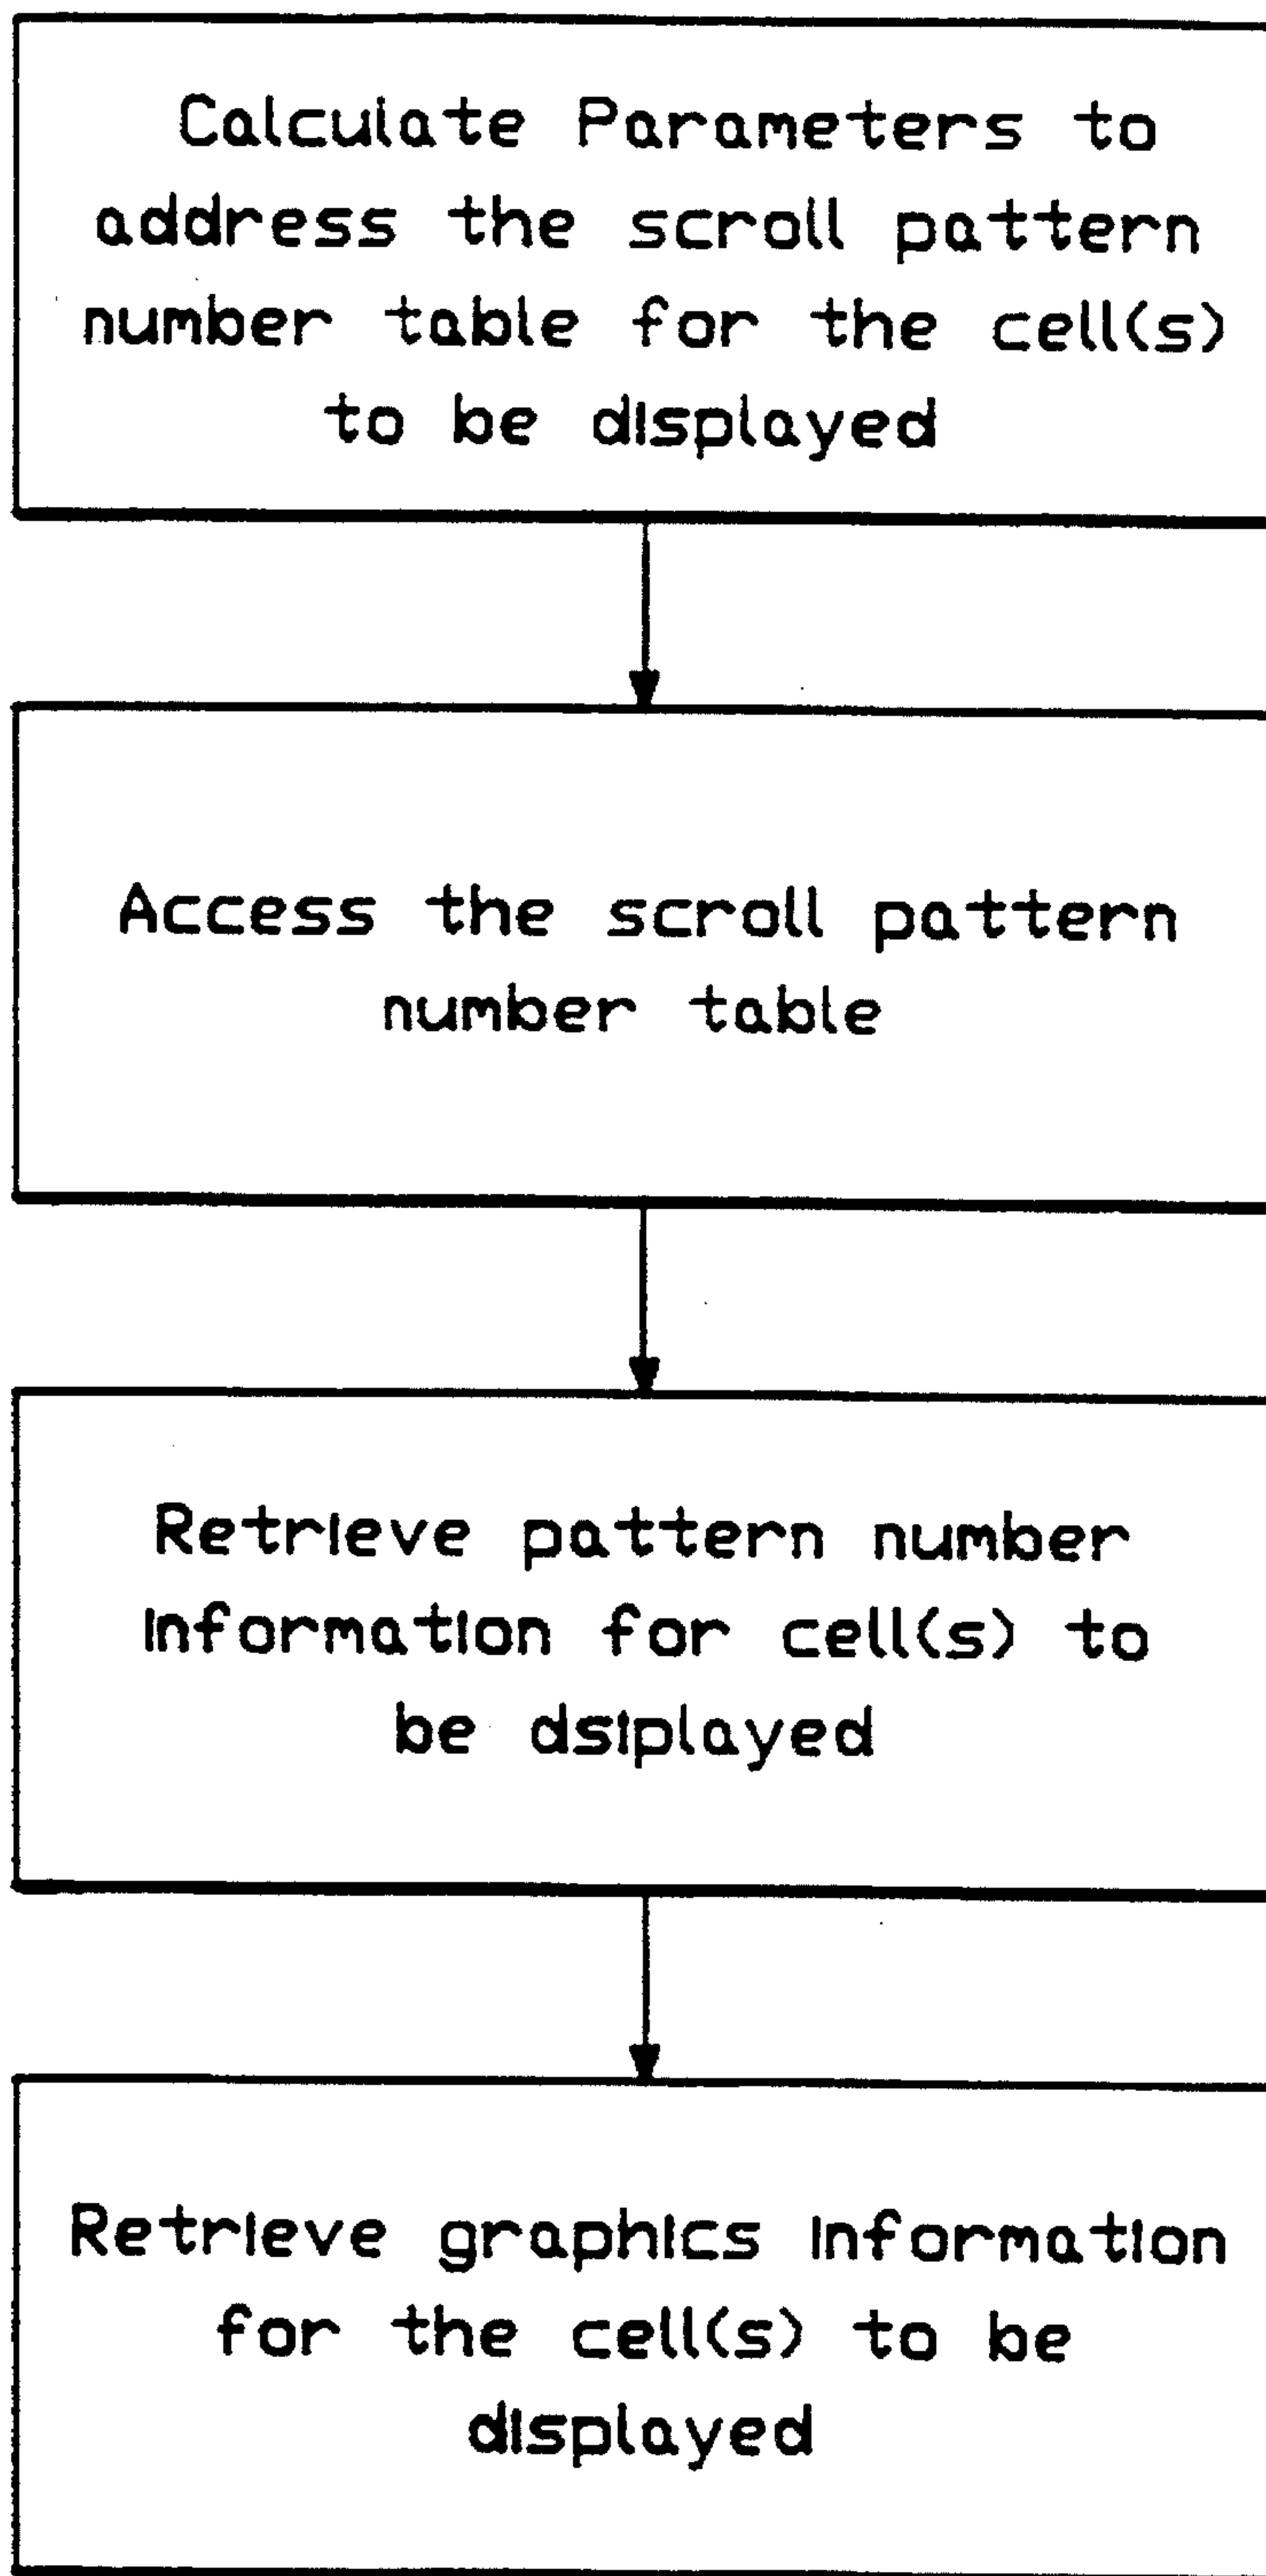 Calculate Parameters to
address the scroll pattern
number table for the cell(s)
to be displayed
Access the scroll pattern
number table
Retrieve pattern number
information for cell(s) to
be dsiplayed
Retrieve graphics information
for the cell(s) to be
displayed